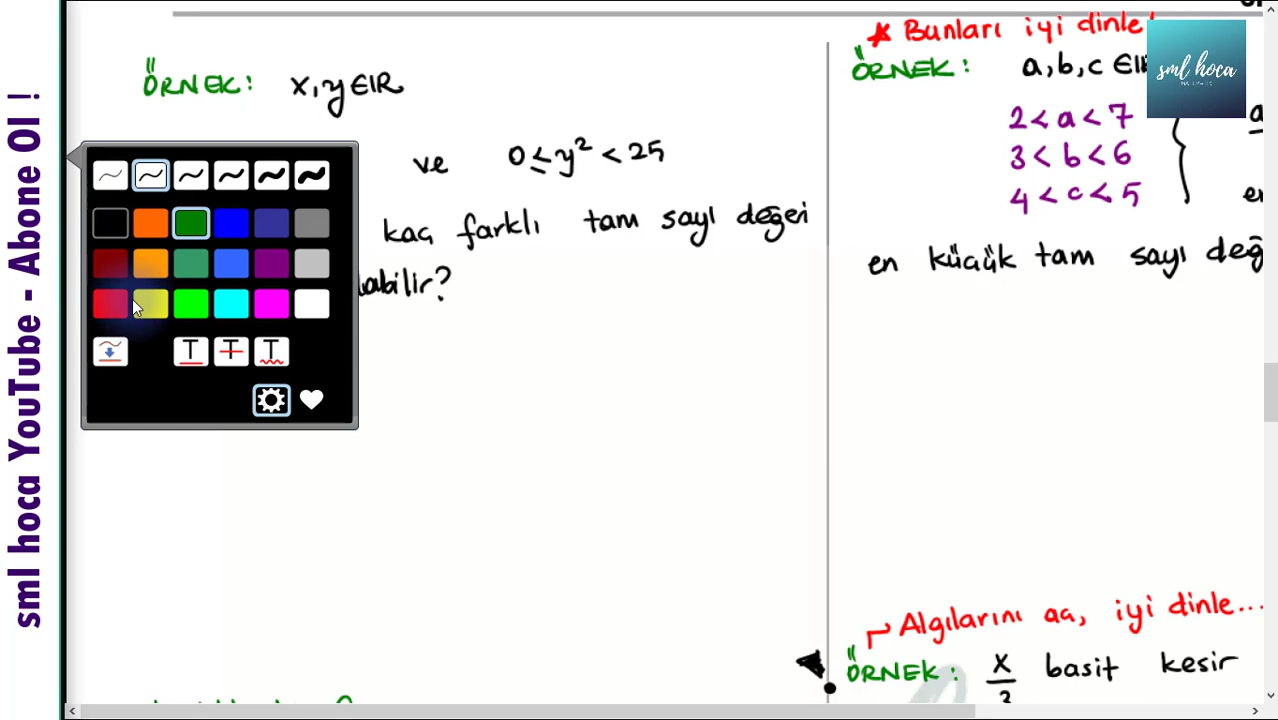 sml hoca YouTube - Abone Ol !
ÖRNEK: x, y ∈ IR
ve 0 ≤ y² < 25
kaç farklı tam sayı değeri
labilir?
★ Bunları iyi dinle!
sml hoca
ÖRNEK: a, b, c ∈ IR
2 < a < 7
3 < b < 6
4 < c < 5
en
en küçük tam sayı değ
Algılarını aç, iyi dinle...
ÖRNEK: x/3 basit kesir